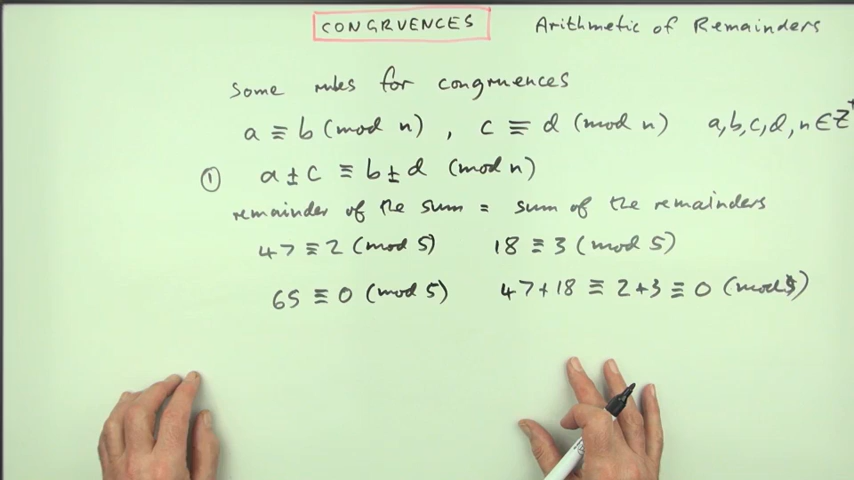 CONGRUENCES Arithmetic of Remainders
Some rules for congruences
a ≡ b (mod n) , c ≡ d (mod n) a,b,c,d,n ∈ Z⁺
① a ± c ≡ b ± d (mod n)
remainder of the sum = sum of the remainders
47 ≡ 2 (mod 5) 18 ≡ 3 (mod 5)
65 ≡ 0 (mod 5) 47+18 ≡ 2+3 ≡ 0 (mod 5)